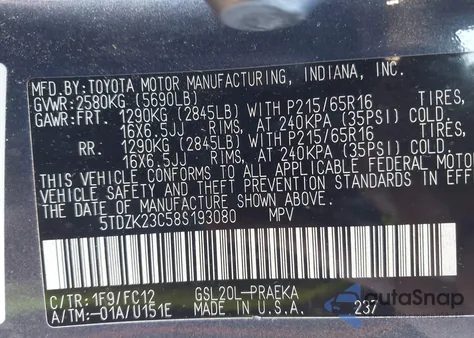 MFD.BY:TOYOTA MOTOR MANUFACTURING, INDIANA, INC.
GVWR:2580KG (5690LB)
GAWR:FRT. 1290KG (2845LB) WITH P215/65R16 TIRES,
16X6.5JJ RIMS, AT 240KPA (35PSI) COLD.
RR. 1290KG (2845LB) WITH P215/65R16 TIRES,
16X6.5JJ RIMS, AT 240KPA (35PSI) COLD.
THIS VEHICLE CONFORMS TO ALL APPLICABLE FEDERAL MOTOR
VEHICLE SAFETY AND THEFT PREVENTION STANDARDS IN EFF
ON THE DATE OF MANUFACTURE SHOWN ABOVE.
5TDZK23C58S193080 MPV
C/TR:1F9/FC12 GSL20L-PRAEKA
A/TM:-01A/U151E MADE IN U.S.A. 237
AutoSnap